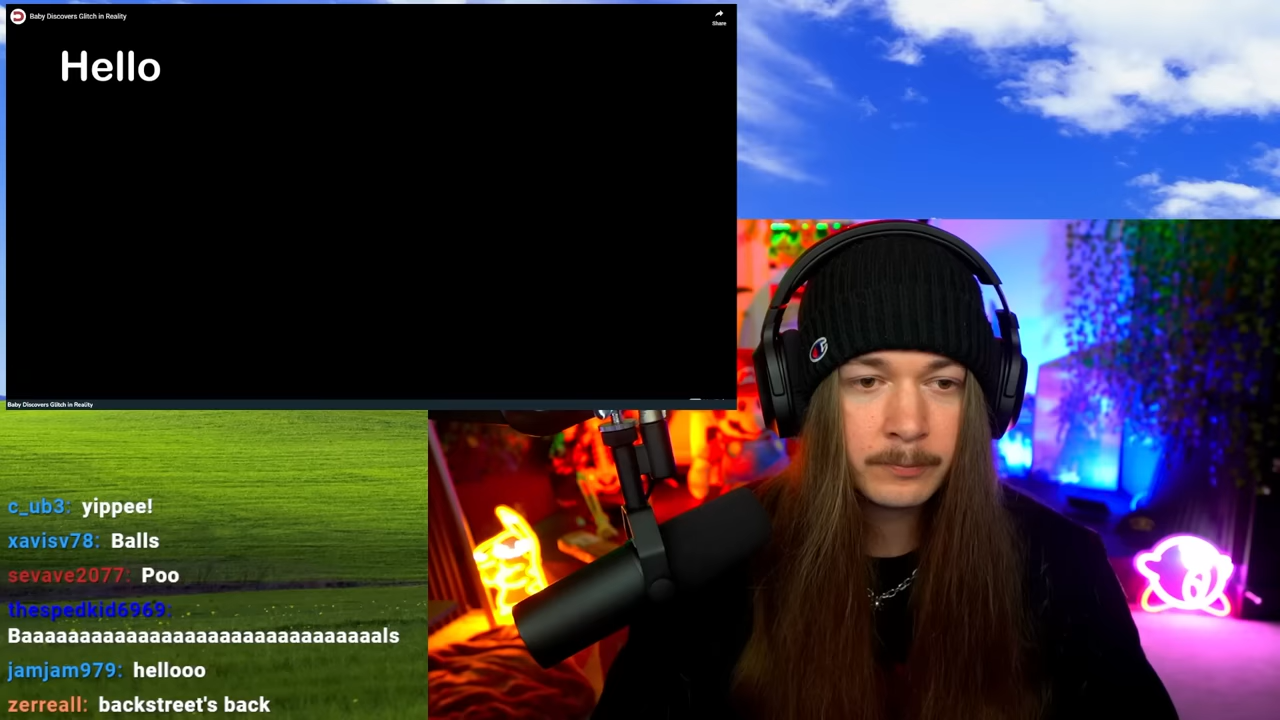 Baby Discovers Glitch in Reality
Share
Hello
Baby Discovers Glitch in Reality
c_ub3: yippee!
xavisv78: Balls
sevave2077: Poo
thespedkid6969:
Baaaaaaaaaaaaaaaaaaaaaaaaaaaaals
jamjam979: hellooo
zerreall: backstreet's back